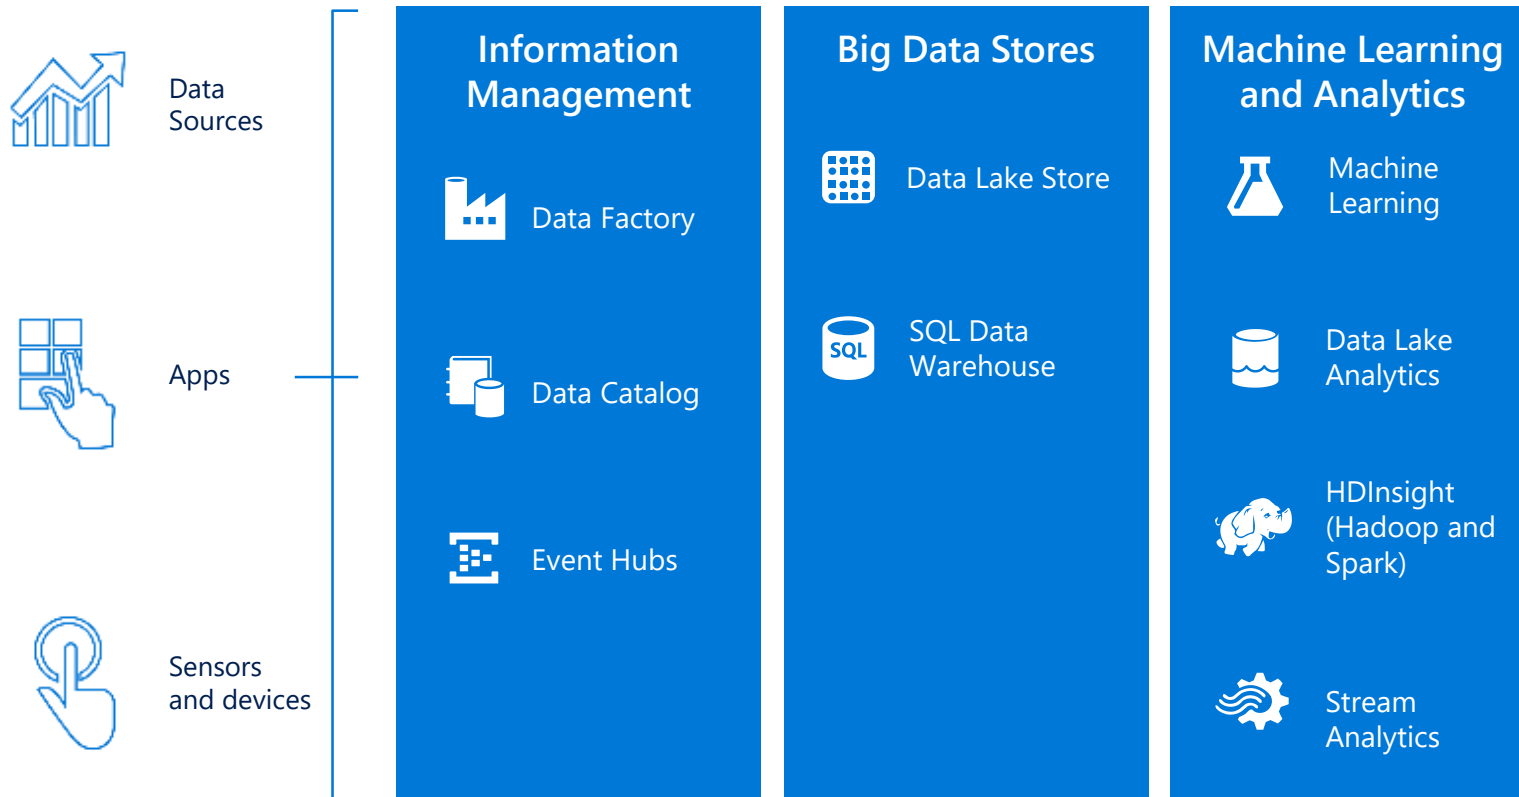 Data
Sources
Apps
Sensors
and devices
Information
Management
Data Factory
Data Catalog
Event Hubs
Big Data Stores
Data Lake Store
SQL
SQL Data
Warehouse
Machine Learning
and Analytics
Machine
Learning
Data Lake
Analytics
HDInsight
(Hadoop and
Spark)
Stream
Analytics